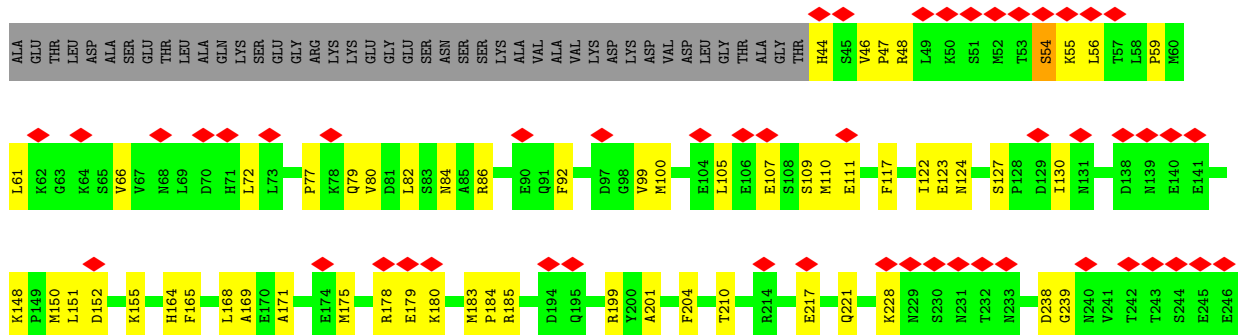 ALA GLU THR LEU ASP ALA SER GLU THR LEU ALA GLN LYS SER GLU GLY ARG LYS LYS GLU GLY GLU SER ASN SER SER LYS ALA VAL ALA VAL LYS ASP LYS ASP VAL ASP LEU GLY THR ALA GLY THR H44 S45 V46 P47 R48 L49 K50 S51 M52 T53 S54 K55 L56 T57 L58 P59 M60
L61 K62 G63 K64 S65 V66 V67 N68 L69 D70 H71 L72 L73 P77 K78 Q79 V80 D81 L82 S83 N84 A85 R86 E90 Q91 F92 D97 G98 V99 M100 E104 L105 E106 E107 S108 S109 M110 E111 F117 I122 E123 N124 S127 P128 D129 I130 N131 D138 N139 E140 E141
K148 P149 M150 L151 D152 K155 H164 F165 L168 A169 E170 A171 E174 M175 R178 E179 K180 M183 P184 R185 D194 Q195 R199 Y200 A201 F204 T210 R214 E217 Q221 K228 N229 S230 N231 T232 N233 D238 G239 N240 V241 T242 T243 S244 E245 E246